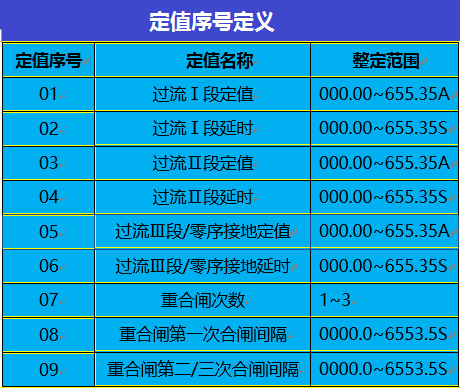 定值序号定义
定值序号 定值名称 整定范围
01 过流Ⅰ段定值 000.00~655.35A
02 过流Ⅰ段延时 000.00~655.35S
03 过流Ⅱ段定值 000.00~655.35A
04 过流Ⅱ段延时 000.00~655.35S
05 过流Ⅲ段/零序接地定值 000.00~655.35A
06 过流Ⅲ段/零序接地延时 000.00~655.35S
07 重合闸次数 1~3
08 重合闸第一次合闸间隔 0000.0~6553.5S
09 重合闸第二/三次合闸间隔 0000.0~6553.5S